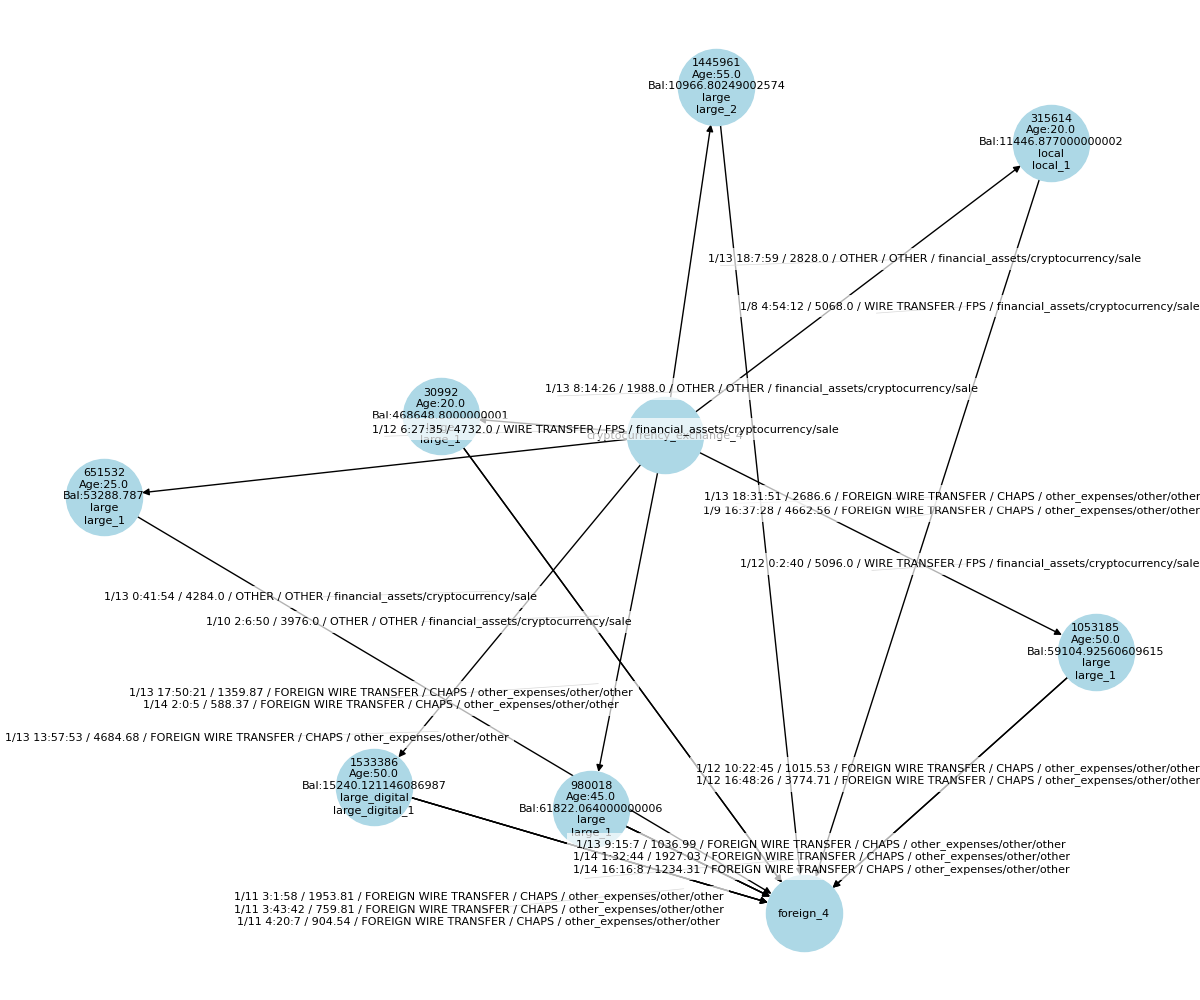 1445961
Age:55.0
Bal:10966.80249002574
large
large_2
315614
Age:20.0
Bal:11446.877000000002
local
local_1
1/13 18:7:59 / 2828.0 / OTHER / OTHER / financial_assets/cryptocurrency/sale
1/8 4:54:12 / 5068.0 / WIRE TRANSFER / FPS / financial_assets/cryptocurrency/sale
1/13 8:14:26 / 1988.0 / OTHER / OTHER / financial_assets/cryptocurrency/sale
30992
Age:20.0
Bal:468648.8000000001
large_1
1/12 6:27:35 / 4732.0 / WIRE TRANSFER / FPS / financial_assets/cryptocurrency/sale
cryptocurrency_exchange_4
651532
Age:25.0
Bal:53288.787
large
large_1
1/13 18:31:51 / 2686.6 / FOREIGN WIRE TRANSFER / CHAPS / other_expenses/other/other
1/9 16:37:28 / 4662.56 / FOREIGN WIRE TRANSFER / CHAPS / other_expenses/other/other
1/12 0:2:40 / 5096.0 / WIRE TRANSFER / FPS / financial_assets/cryptocurrency/sale
1/13 0:41:54 / 4284.0 / OTHER / OTHER / financial_assets/cryptocurrency/sale
1/10 2:6:50 / 3976.0 / OTHER / OTHER / financial_assets/cryptocurrency/sale
1053185
Age:50.0
Bal:59104.92560609615
large
large_1
1/13 17:50:21 / 1359.87 / FOREIGN WIRE TRANSFER / CHAPS / other_expenses/other/other
1/14 2:0:5 / 588.37 / FOREIGN WIRE TRANSFER / CHAPS / other_expenses/other/other
1/13 13:57:53 / 4684.68 / FOREIGN WIRE TRANSFER / CHAPS / other_expenses/other/other
1533386
Age:50.0
Bal:15240.121146086987
large_digital
large_digital_1
980018
Age:45.0
Bal:61822.064000000006
large
large_1
1/12 10:22:45 / 1015.53 / FOREIGN WIRE TRANSFER / CHAPS / other_expenses/other/other
1/12 16:48:26 / 3774.71 / FOREIGN WIRE TRANSFER / CHAPS / other_expenses/other/other
1/13 9:15:7 / 1036.99 / FOREIGN WIRE TRANSFER / CHAPS / other_expenses/other/other
1/14 1:32:44 / 1927.03 / FOREIGN WIRE TRANSFER / CHAPS / other_expenses/other/other
1/14 16:16:8 / 1234.31 / FOREIGN WIRE TRANSFER / CHAPS / other_expenses/other/other
1/11 3:1:58 / 1953.81 / FOREIGN WIRE TRANSFER / CHAPS / other_expenses/other/other
1/11 3:43:42 / 759.81 / FOREIGN WIRE TRANSFER / CHAPS / other_expenses/other/other
1/11 4:20:7 / 904.54 / FOREIGN WIRE TRANSFER / CHAPS / other_expenses/other/other
foreign_4